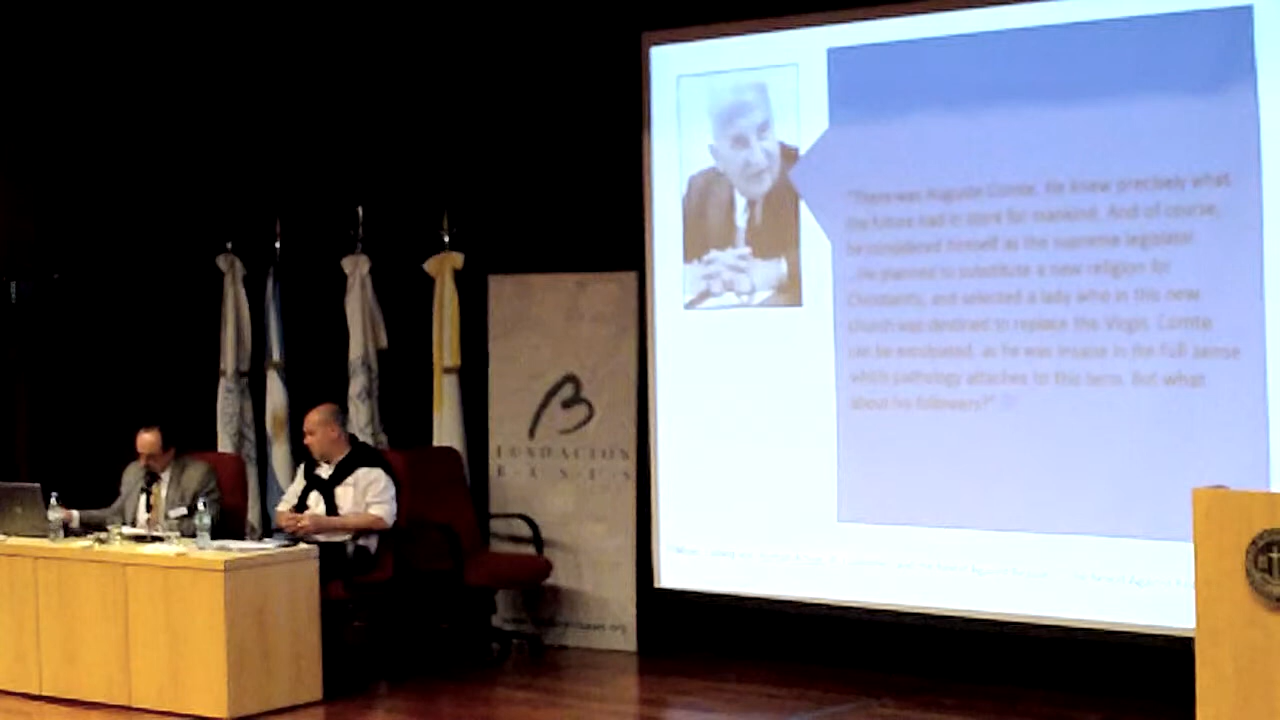 "There was Auguste Comte. He knew precisely what
the future had in store for mankind. And of course,
he considered himself as the supreme legislator.
...He planned to substitute a new religion for
Christianity, and selected a lady who in this new
church was destined to replace the Virgin. Comte
can be exculpated, as he was insane in the full sense
which pathology attaches to this term. But what
about his followers?"
B
FUNDACIÓN
B·A·S·E·S